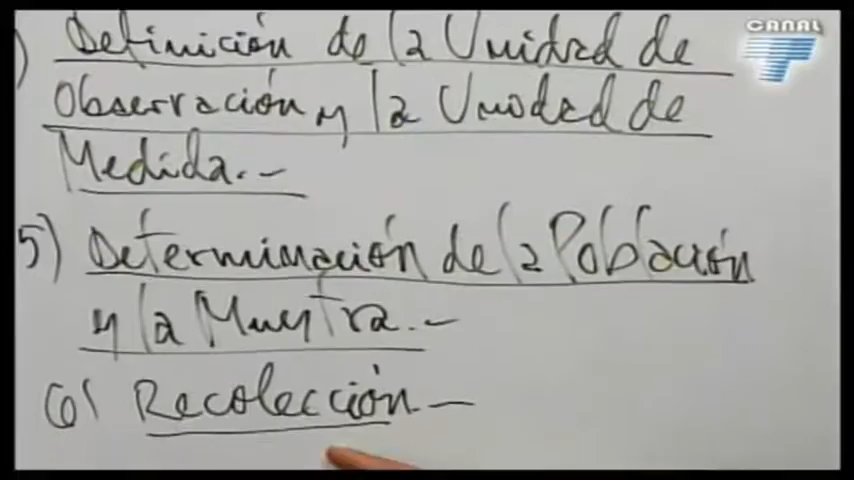 ) Definición de la Unidad de
Observación y la Unidad de
Medida.-
5) Determinación de la Población
y la Muestra.-
6) Recolección-
CANAL